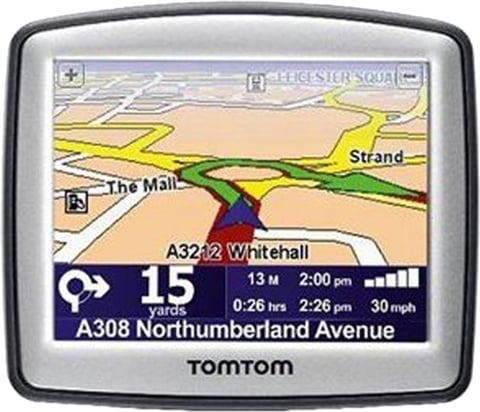 +
LEICESTER SQUA
−
Strand
The Mall
A3212 Whitehall
15
yards
13 M 2:00 pm
0:26 hrs 2:26 pm 30 mph
A308 Northumberland Avenue
TOMTOM